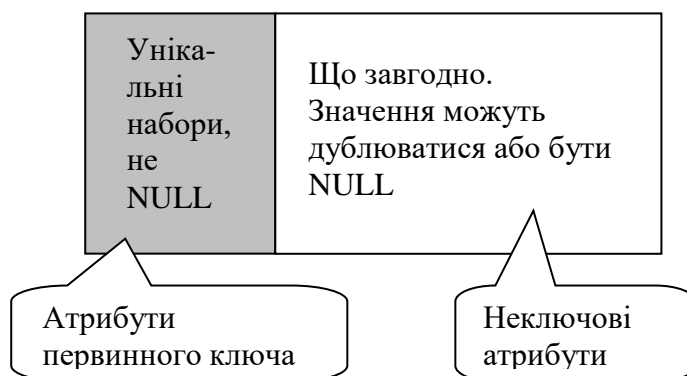 Уніка-
льні
набори,
не
NULL
Що завгодно.
Значення можуть
дублюватися або бути
NULL
Атрибути
первинного ключа
Неключові
атрибути